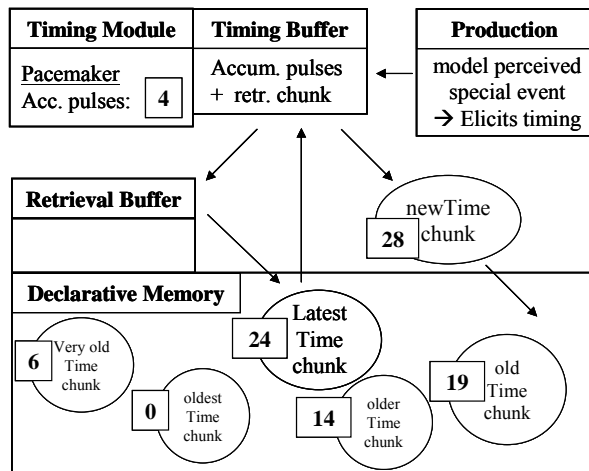 Timing Module
Pacemaker
Acc. pulses: 4
Timing Buffer
Accum. pulses
+ retr. chunk
Production
model perceived
special event
→ Elicits timing
Retrieval Buffer
newTime
chunk
28
Declarative Memory
Latest
Time
chunk
24
6
Very old
Time
chunk
0
oldest
Time
chunk
14
older
Time
chunk
19
old
Time
chunk